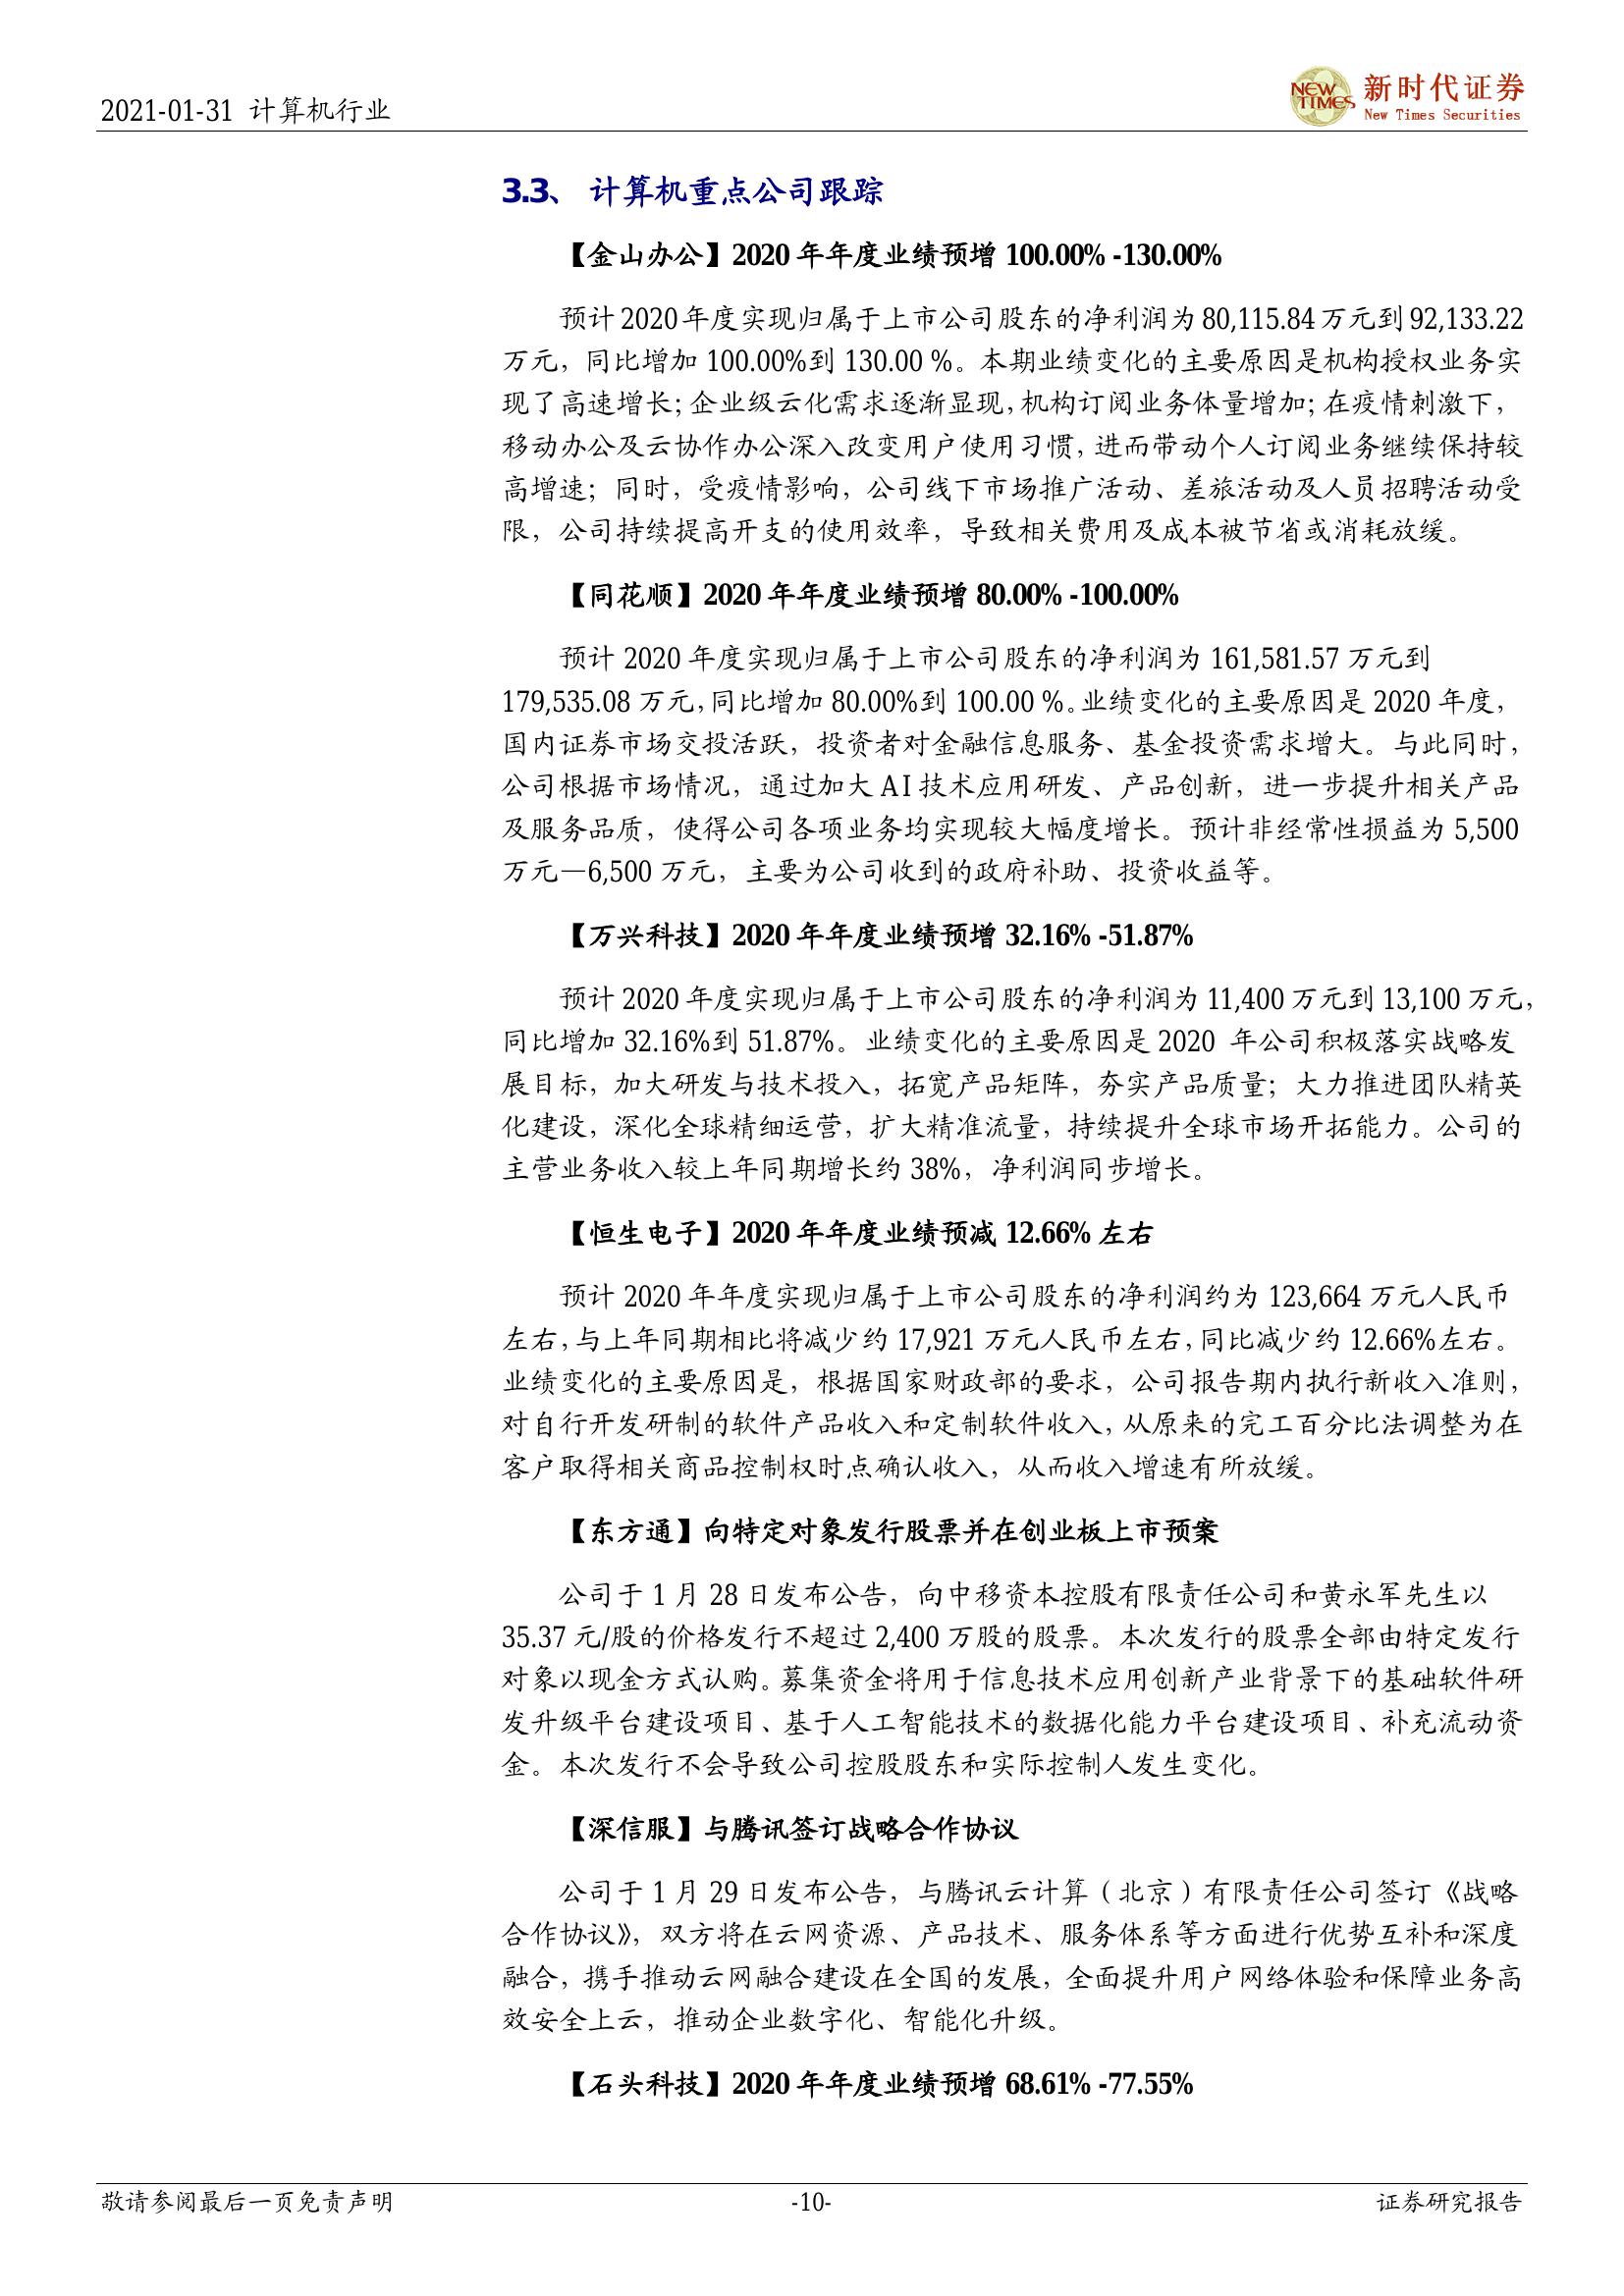 2021-01-31 计算机行业
NEW TIMES
新时代证券
New Times Securities
3.3、 计算机重点公司跟踪
【金山办公】2020 年年度业绩预增 100.00% -130.00%
预计 2020 年度实现归属于上市公司股东的净利润为 80,115.84 万元到 92,133.22
万元，同比增加 100.00%到 130.00 %。本期业绩变化的主要原因是机构授权业务实
现了高速增长；企业级云化需求逐渐显现，机构订阅业务体量增加；在疫情刺激下，
移动办公及云协作办公深入改变用户使用习惯，进而带动个人订阅业务继续保持较
高增速；同时，受疫情影响，公司线下市场推广活动、差旅活动及人员招聘活动受
限，公司持续提高开支的使用效率，导致相关费用及成本被节省或消耗放缓。
【同花顺】2020 年年度业绩预增 80.00% -100.00%
预计 2020 年度实现归属于上市公司股东的净利润为 161,581.57 万元到
179,535.08 万元，同比增加 80.00%到 100.00 %。业绩变化的主要原因是 2020 年度，
国内证券市场交投活跃，投资者对金融信息服务、基金投资需求增大。与此同时，
公司根据市场情况，通过加大 AI 技术应用研发、产品创新，进一步提升相关产品
及服务品质，使得公司各项业务均实现较大幅度增长。预计非经常性损益为 5,500
万元—6,500 万元，主要为公司收到的政府补助、投资收益等。
【万兴科技】2020 年年度业绩预增 32.16% -51.87%
预计 2020 年度实现归属于上市公司股东的净利润为 11,400 万元到 13,100 万元，
同比增加 32.16%到 51.87%。业绩变化的主要原因是 2020 年公司积极落实战略发
展目标，加大研发与技术投入，拓宽产品矩阵，夯实产品质量；大力推进团队精英
化建设，深化全球精细运营，扩大精准流量，持续提升全球市场开拓能力。公司的
主营业务收入较上年同期增长约 38%，净利润同步增长。
【恒生电子】2020 年年度业绩预减 12.66% 左右
预计 2020 年年度实现归属于上市公司股东的净利润约为 123,664 万元人民币
左右，与上年同期相比将减少约 17,921 万元人民币左右，同比减少约 12.66%左右。
业绩变化的主要原因是，根据国家财政部的要求，公司报告期内执行新收入准则，
对自行开发研制的软件产品收入和定制软件收入，从原来的完工百分比法调整为在
客户取得相关商品控制权时点确认收入，从而收入增速有所放缓。
【东方通】向特定对象发行股票并在创业板上市预案
公司于 1 月 28 日发布公告，向中移资本控股有限责任公司和黄永军先生以
35.37 元/股的价格发行不超过 2,400 万股的股票。本次发行的股票全部由特定发行
对象以现金方式认购。募集资金将用于信息技术应用创新产业背景下的基础软件研
发升级平台建设项目、基于人工智能技术的数据化能力平台建设项目、补充流动资
金。本次发行不会导致公司控股股东和实际控制人发生变化。
【深信服】与腾讯签订战略合作协议
公司于 1 月 29 日发布公告，与腾讯云计算（北京）有限责任公司签订《战略
合作协议》，双方将在云网资源、产品技术、服务体系等方面进行优势互补和深度
融合，携手推动云网融合建设在全国的发展，全面提升用户网络体验和保障业务高
效安全上云，推动企业数字化、智能化升级。
【石头科技】2020 年年度业绩预增 68.61% -77.55%
敬请参阅最后一页免责声明
-10-
证券研究报告